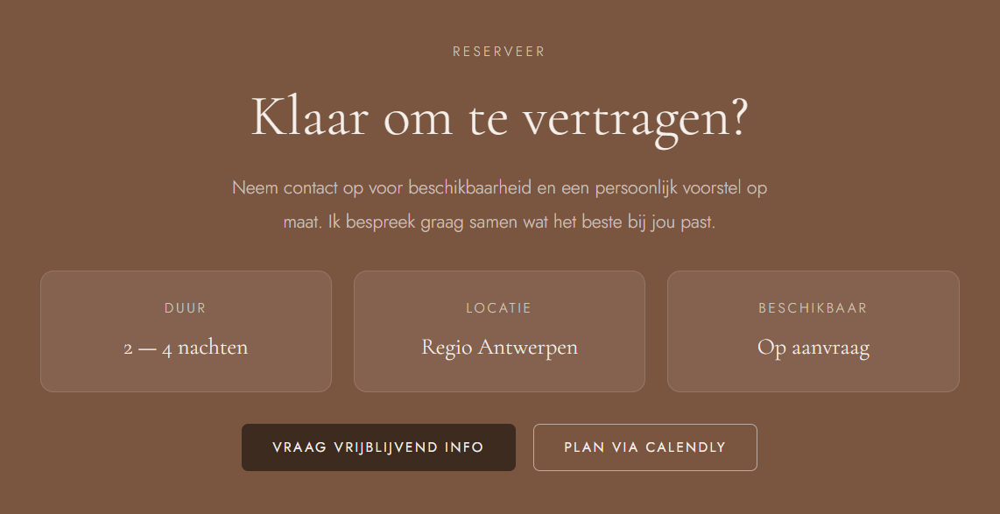 RESERVEER
Klaar om te vertragen?
Neem contact op voor beschikbaarheid en een persoonlijk voorstel op
maat. Ik bespreek graag samen wat het beste bij jou past.
DUUR
2 — 4 nachten
LOCATIE
Regio Antwerpen
BESCHIKBAAR
Op aanvraag
VRAAG VRIJBLIJVEND INFO
PLAN VIA CALENDLY